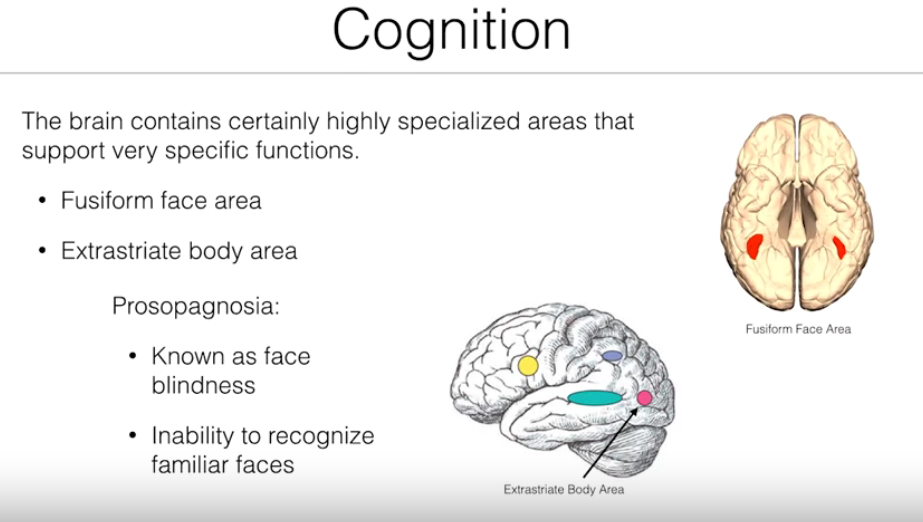 Cognition
The brain contains certainly highly specialized areas that
support very specific functions.
• Fusiform face area
• Extrastriate body area
Prosopagnosia:
• Known as face
blindness
• Inability to recognize
familiar faces
Fusiform Face Area
Extrastriate Body Area